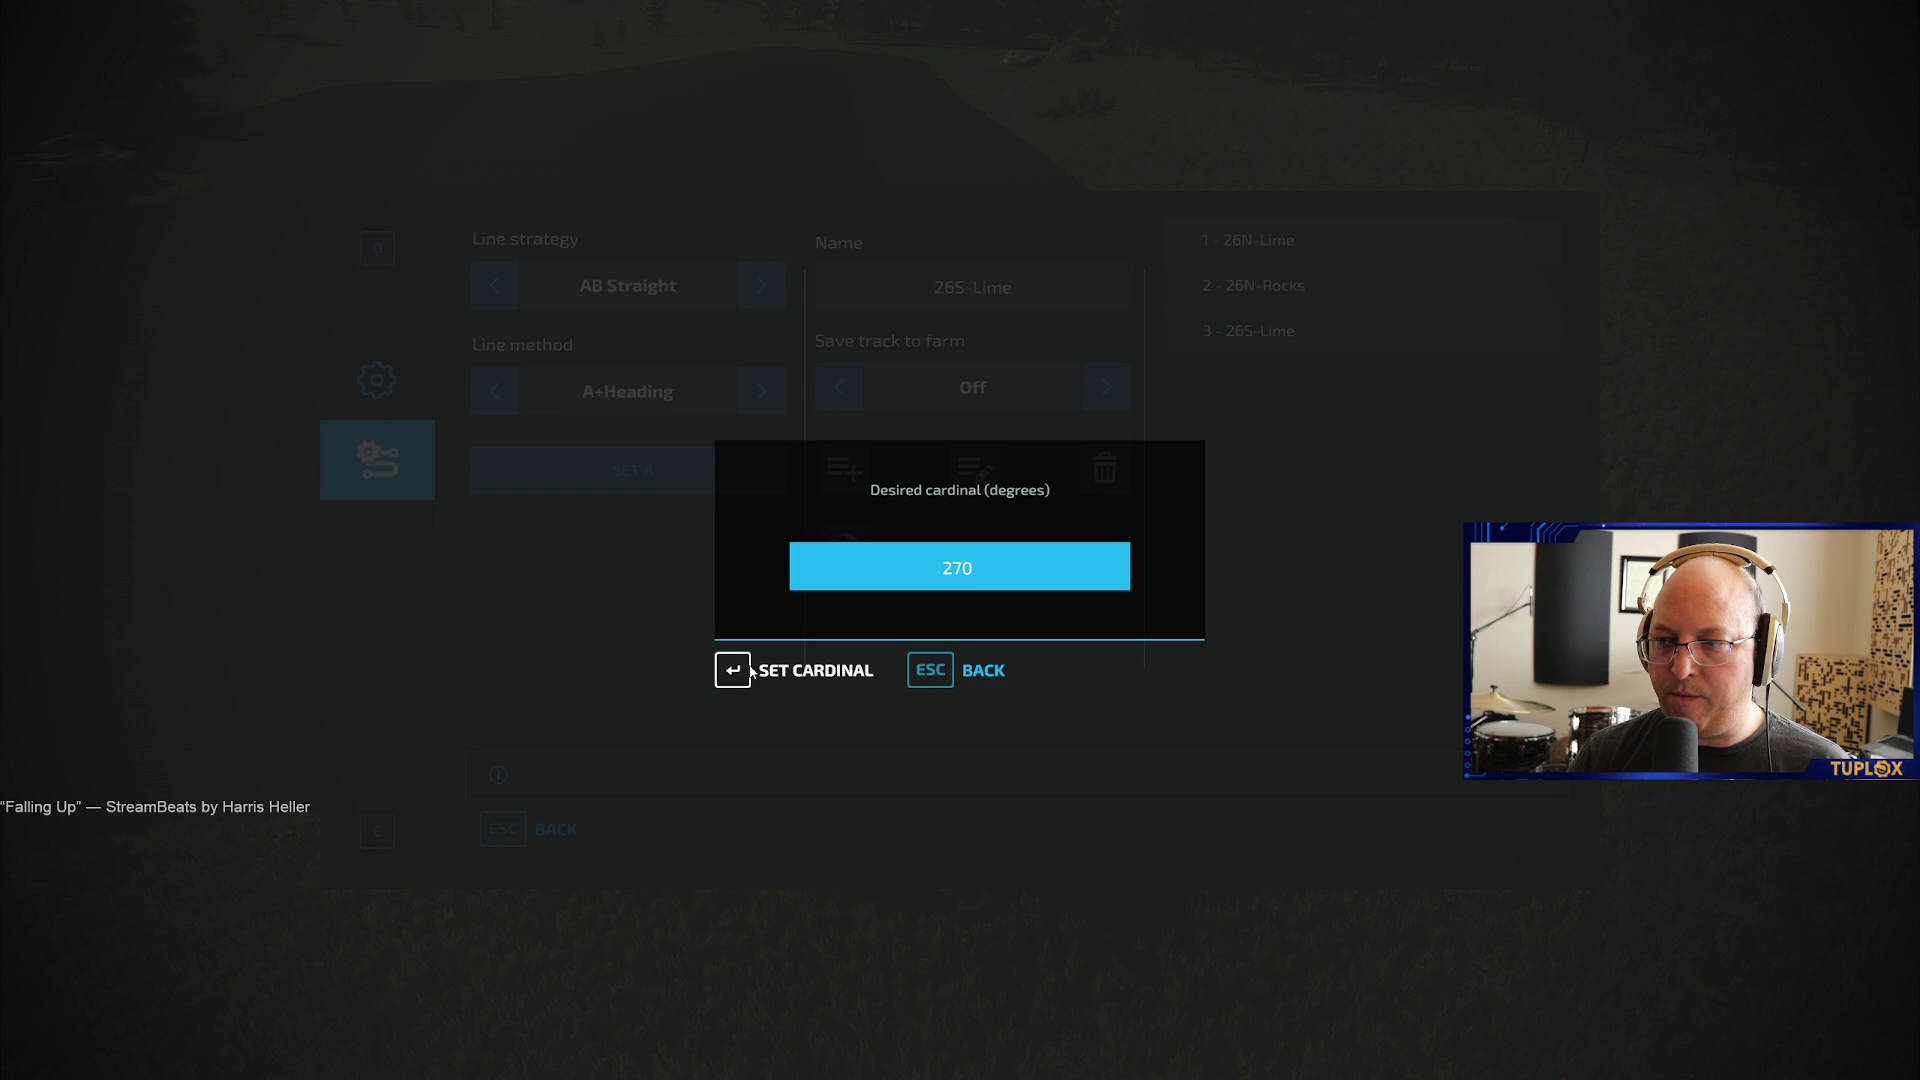 Q
Line strategy
AB Straight
Line method
A+Heading
SET A
Name
26S-Lime
Save track to farm
Off
1 - 26N-Lime
2 - 26N-Rocks
3 - 26S-Lime
Desired cardinal (degrees)
270
SET CARDINAL
ESC BACK
TUPLOX
“Falling Up” — StreamBeats by Harris Heller
E
ESC BACK